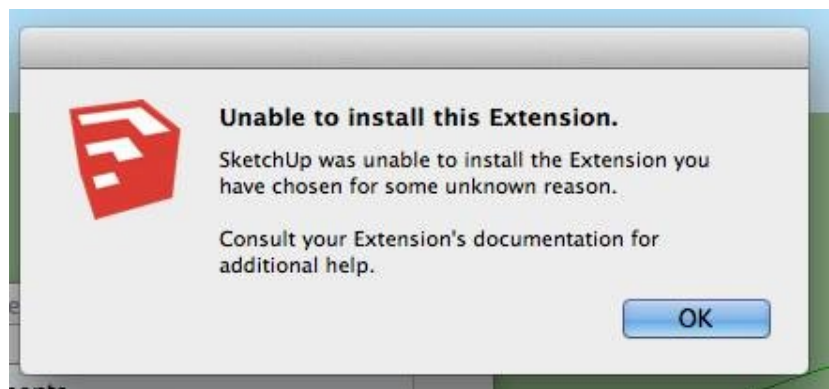 Unable to install this Extension.
SketchUp was unable to install the Extension you
have chosen for some unknown reason.
Consult your Extension's documentation for
additional help.
OK